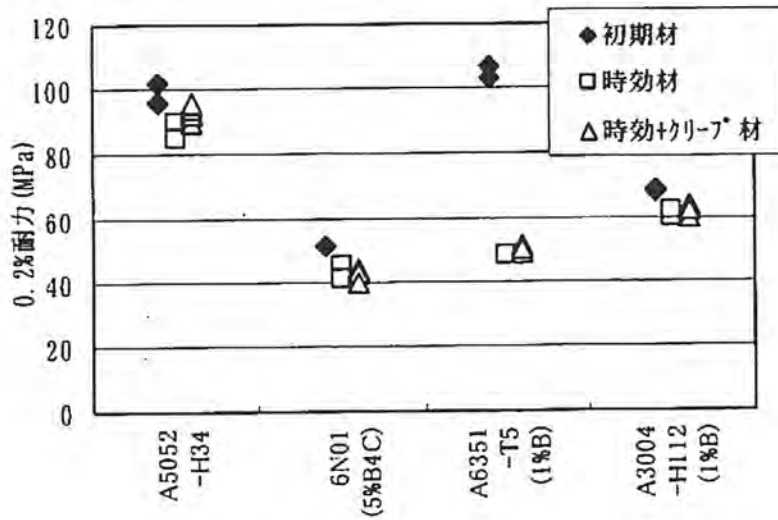 120
100
80
60
40
20
0
0.2%耐力(MPa)
◆初期材
□時効材
△時効+クリープ材
A5052
-H34
6N01
(5%B4C)
A6351
-T5
(1%B)
A3004
-H112
(1%B)